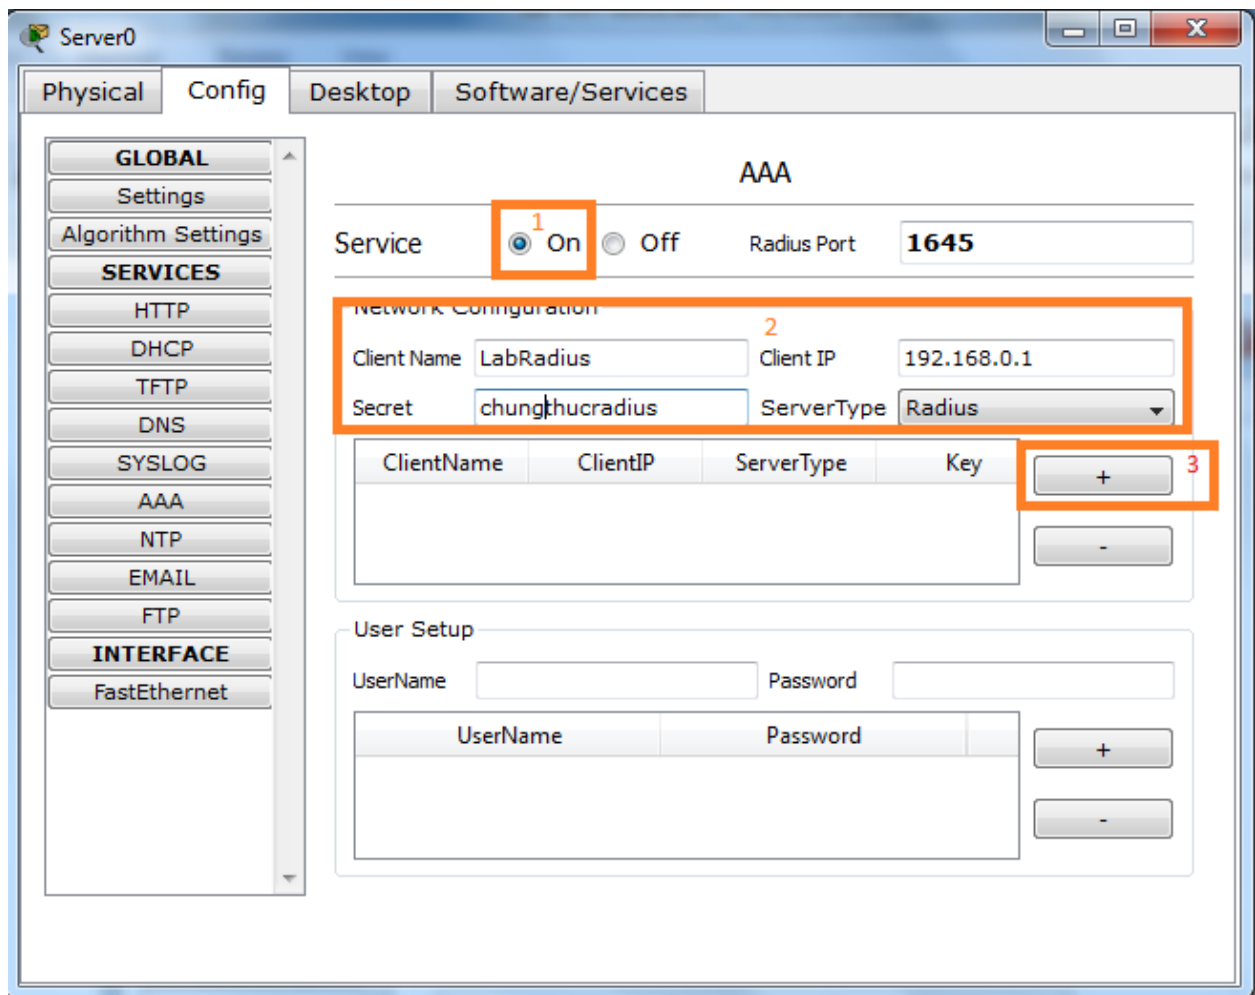 Server0
Physical Config Desktop Software/Services
GLOBAL
Settings
Algorithm Settings
SERVICES
HTTP
DHCP
TFTP
DNS
SYSLOG
AAA
NTP
EMAIL
FTP
INTERFACE
FastEthernet
AAA
1
Service On Off Radius Port 1645
Network Configuration
2
Client Name LabRadius Client IP 192.168.0.1
Secret chungthucradius ServerType Radius
ClientName ClientIP ServerType Key
+ 3
-
User Setup
UserName Password
UserName Password
+
-